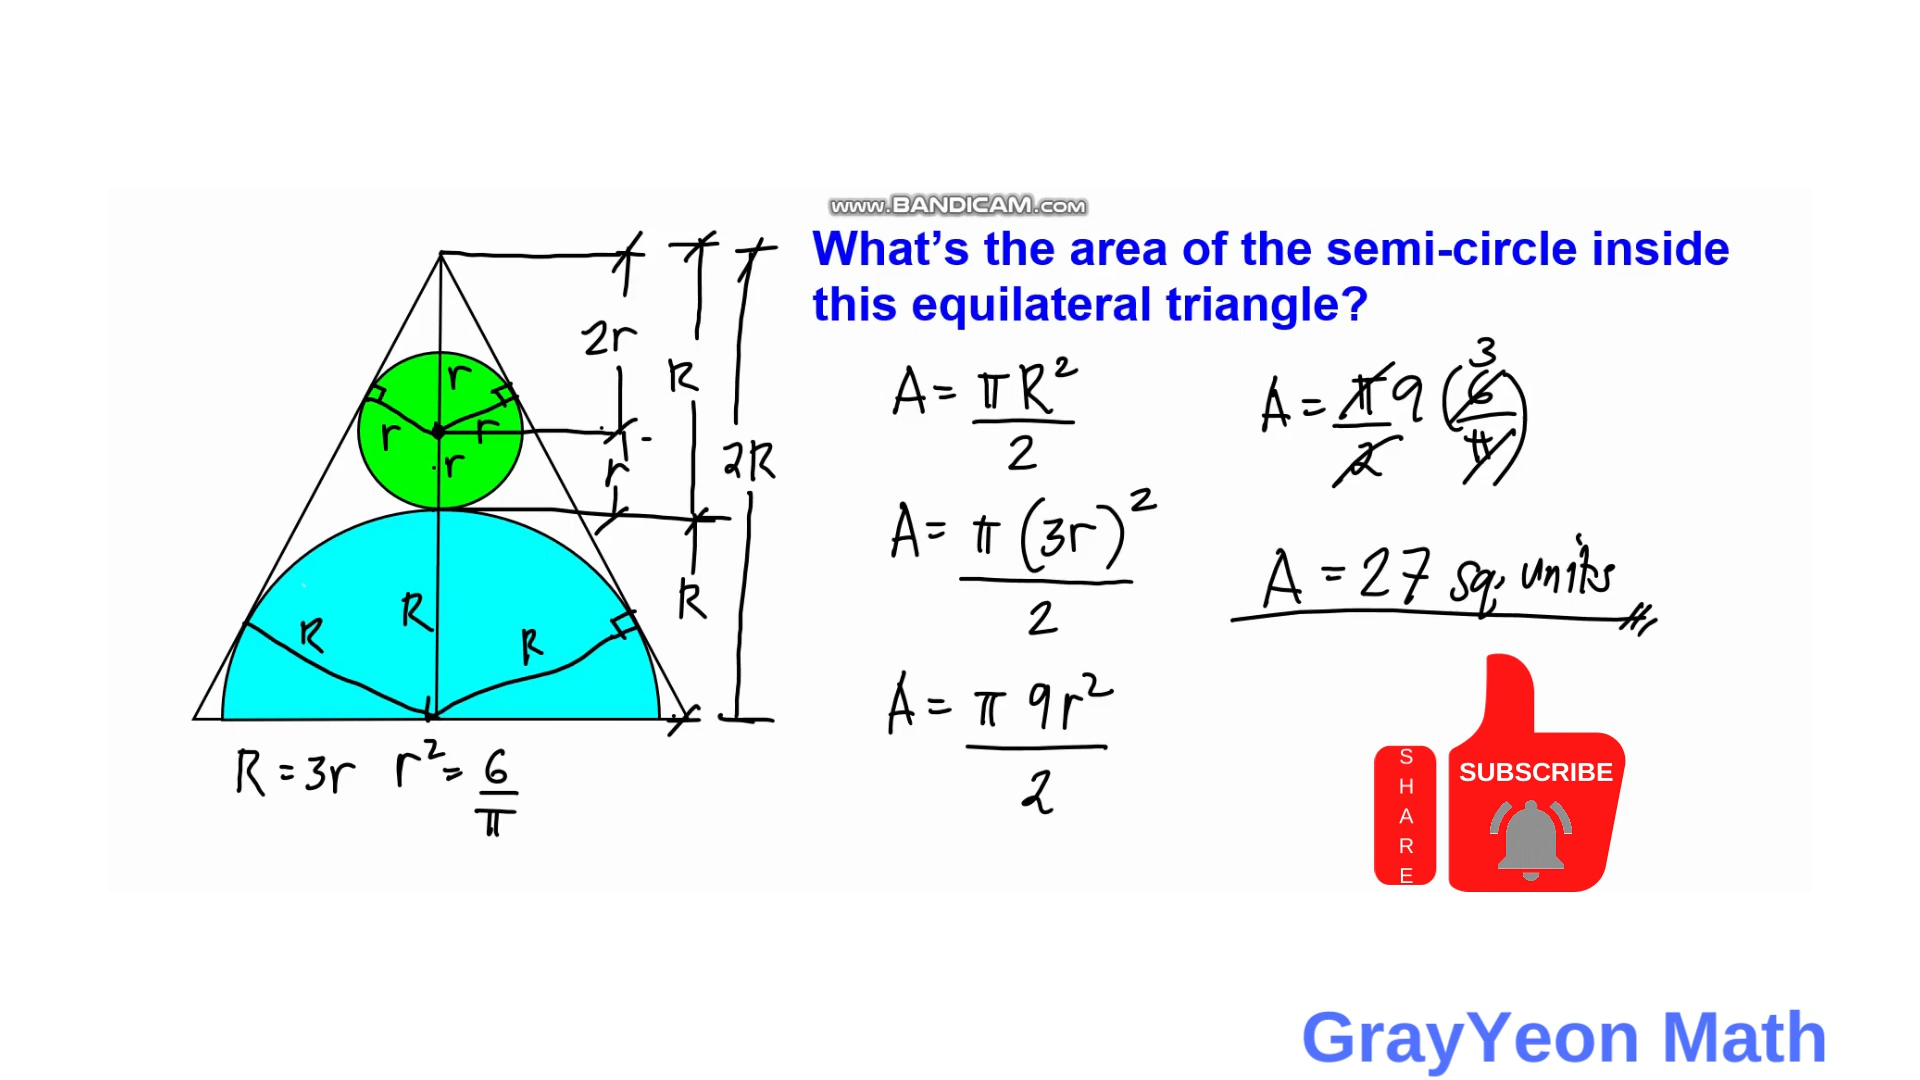 www.BANDICAM.com
What's the area of the semi-circle inside
this equilateral triangle?
2r
r
R
R
2R
r
r
r
r
R
R
R
R = 3r r² = 6/π
A = πR²/2
A = π(3r)²/2
A = π9r²/2
A = π9/2 (6/π) 3
A = 27 sq. units
SHARE
SUBSCRIBE
GrayYeon Math